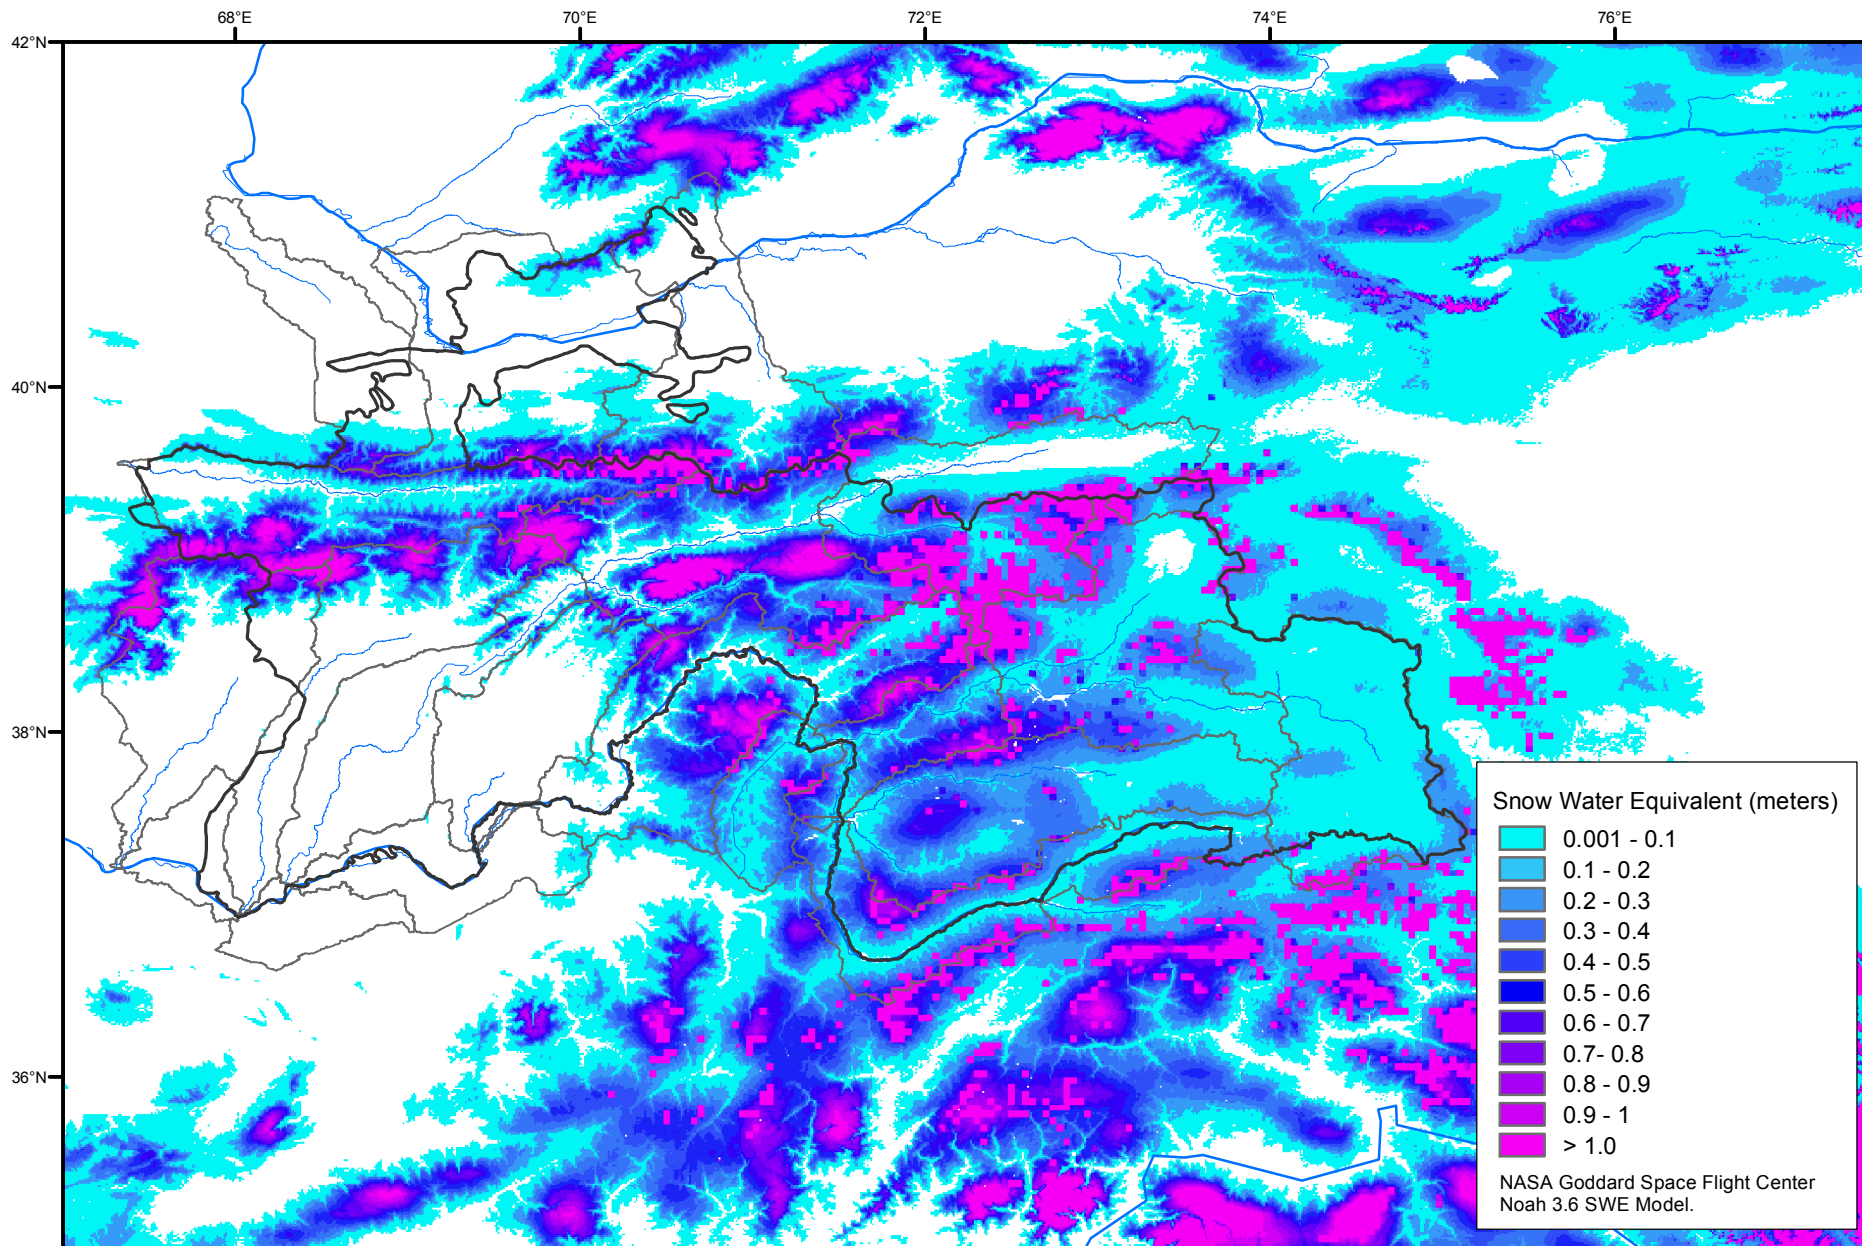 68°E
70°E
72°E
74°E
76°E
42°N
40°N
38°N
36°N
Snow Water Equivalent (meters)
0.001 - 0.1
0.1 - 0.2
0.2 - 0.3
0.3 - 0.4
0.4 - 0.5
0.5 - 0.6
0.6 - 0.7
0.7- 0.8
0.8 - 0.9
0.9 - 1
> 1.0
NASA Goddard Space Flight Center
Noah 3.6 SWE Model.